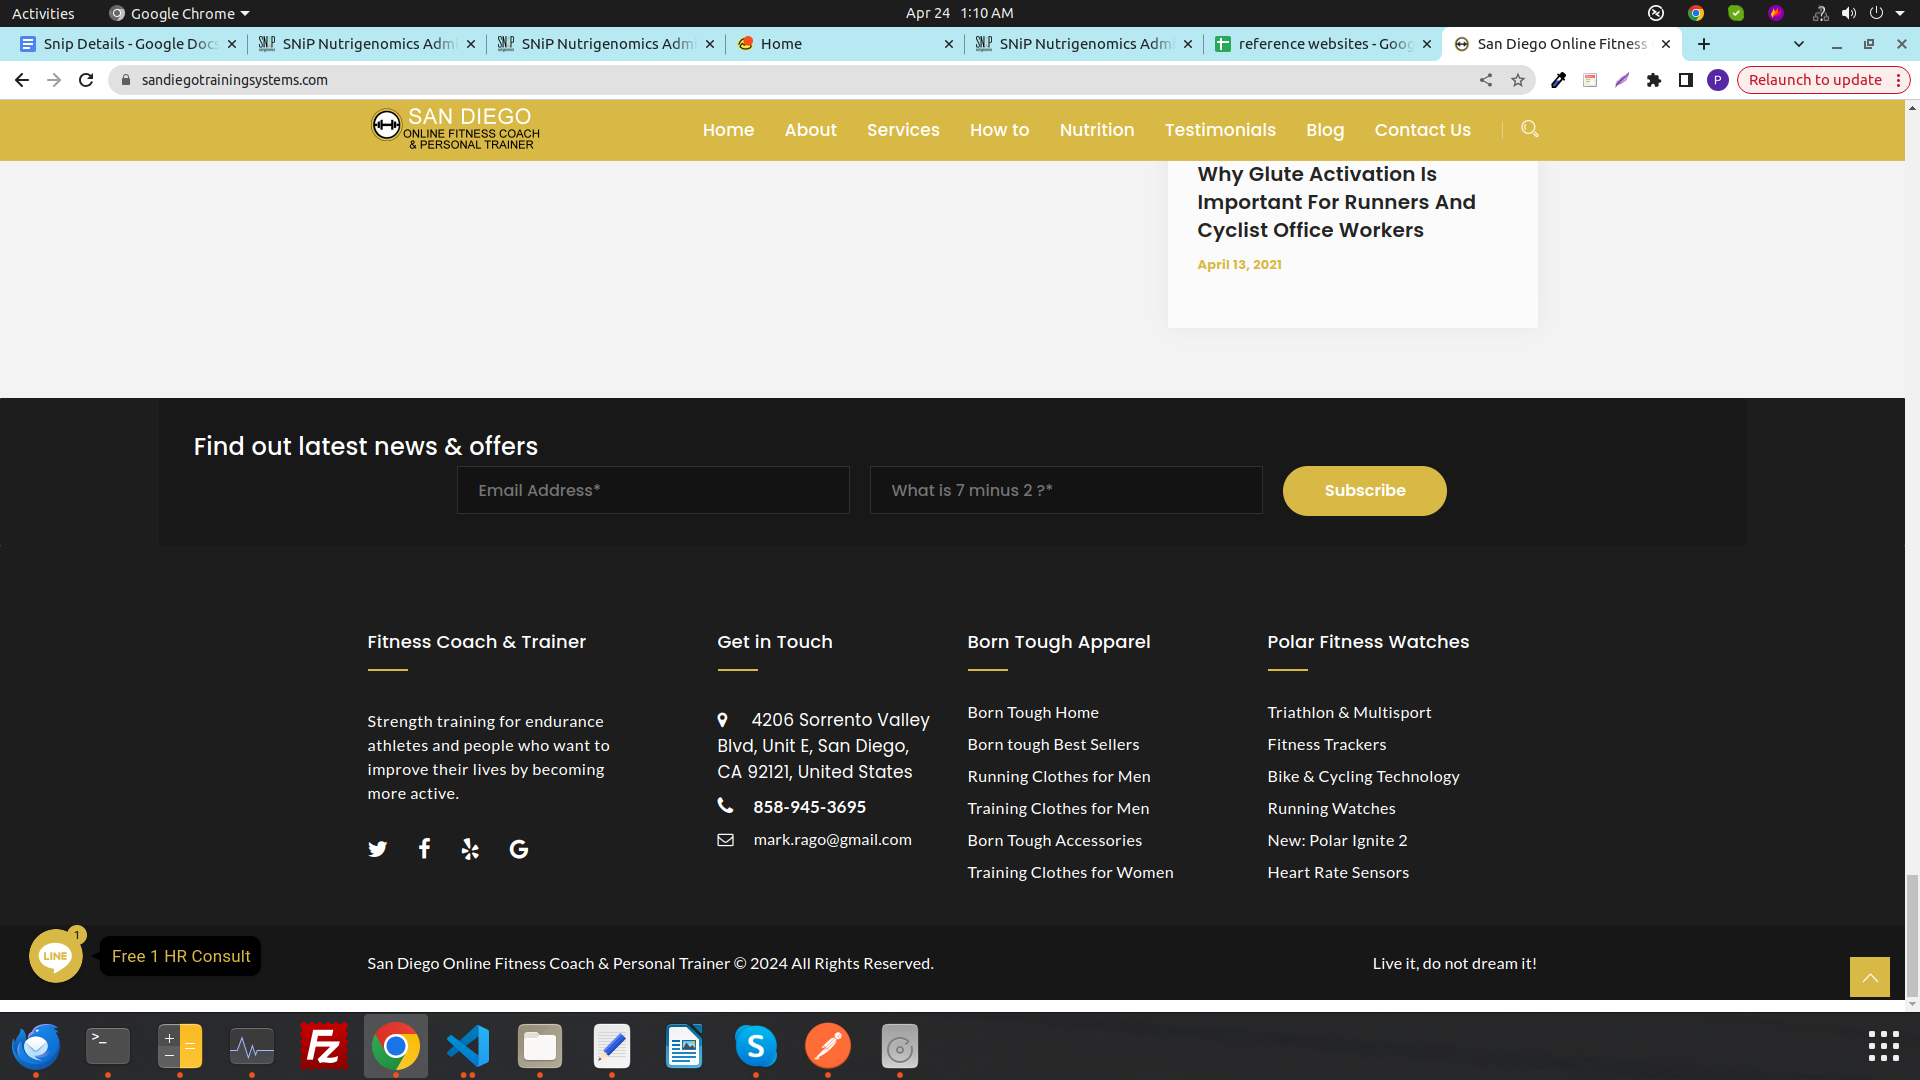 Activities
Google Chrome
Apr 24 1:10 AM
Snip Details - Google Docs
SNiP Nutrigenomics Admi
SNiP Nutrigenomics Admi
Home
SNiP Nutrigenomics Admi
reference websites - Goog
San Diego Online Fitness
sandiegotrainingsystems.com
P
Relaunch to update
SAN DIEGO
ONLINE FITNESS COACH
& PERSONAL TRAINER
Home
About
Services
How to
Nutrition
Testimonials
Blog
Contact Us
Why Glute Activation Is
Important For Runners And
Cyclist Office Workers
April 13, 2021
Find out latest news & offers
Email Address*
What is 7 minus 2 ?*
Subscribe
Fitness Coach & Trainer
Strength training for endurance
athletes and people who want to
improve their lives by becoming
more active.
Get in Touch
4206 Sorrento Valley
Blvd, Unit E, San Diego,
CA 92121, United States
858-945-3695
mark.rago@gmail.com
Born Tough Apparel
Born Tough Home
Born tough Best Sellers
Running Clothes for Men
Training Clothes for Men
Born Tough Accessories
Training Clothes for Women
Polar Fitness Watches
Triathlon & Multisport
Fitness Trackers
Bike & Cycling Technology
Running Watches
New: Polar Ignite 2
Heart Rate Sensors
LINE
1
Free 1 HR Consult
San Diego Online Fitness Coach & Personal Trainer © 2024 All Rights Reserved.
Live it, do not dream it!